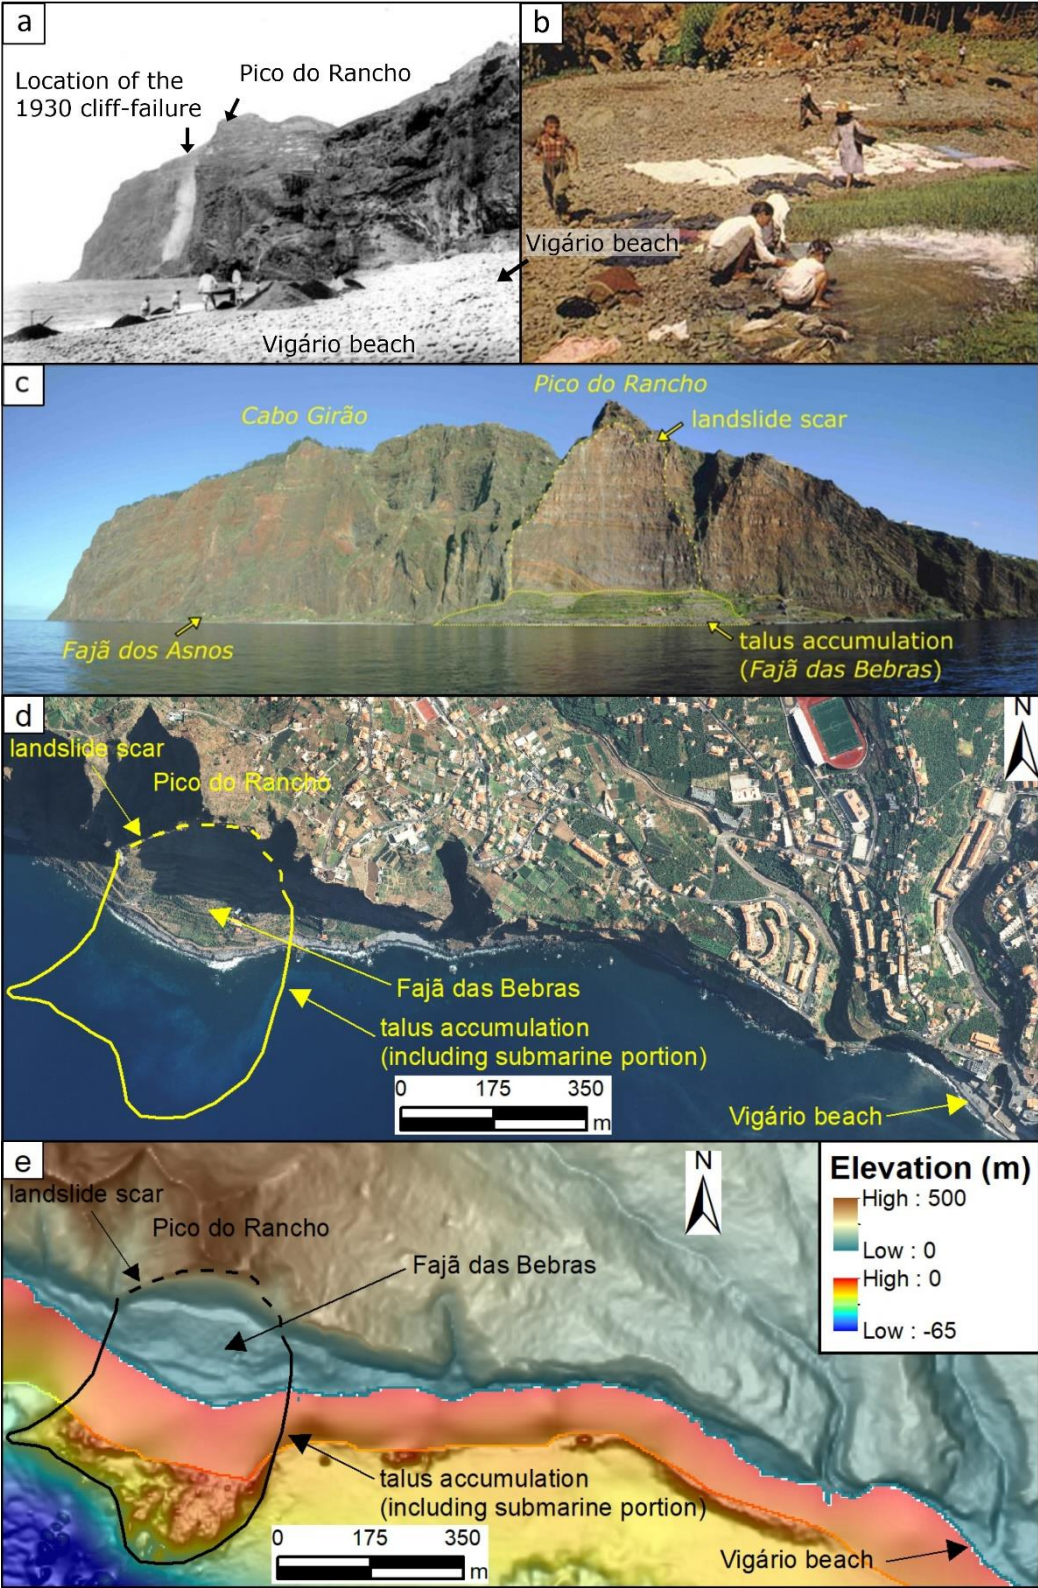 a
Location of the
1930 cliff-failure
Pico do Rancho
Vigário beach
b
Vigário beach
c
Cabo Girão
Pico do Rancho
landslide scar
Fajã dos Asnos
talus accumulation
(Fajã das Bebras)
d
landslide scar
Pico do Rancho
N
Fajã das Bebras
talus accumulation
(including submarine portion)
0 175 350
m
Vigário beach
e
landslide scar
Pico do Rancho
N
Fajã das Bebras
Elevation (m)
High : 500
Low : 0
High : 0
Low : -65
talus accumulation
(including submarine portion)
0 175 350
m
Vigário beach